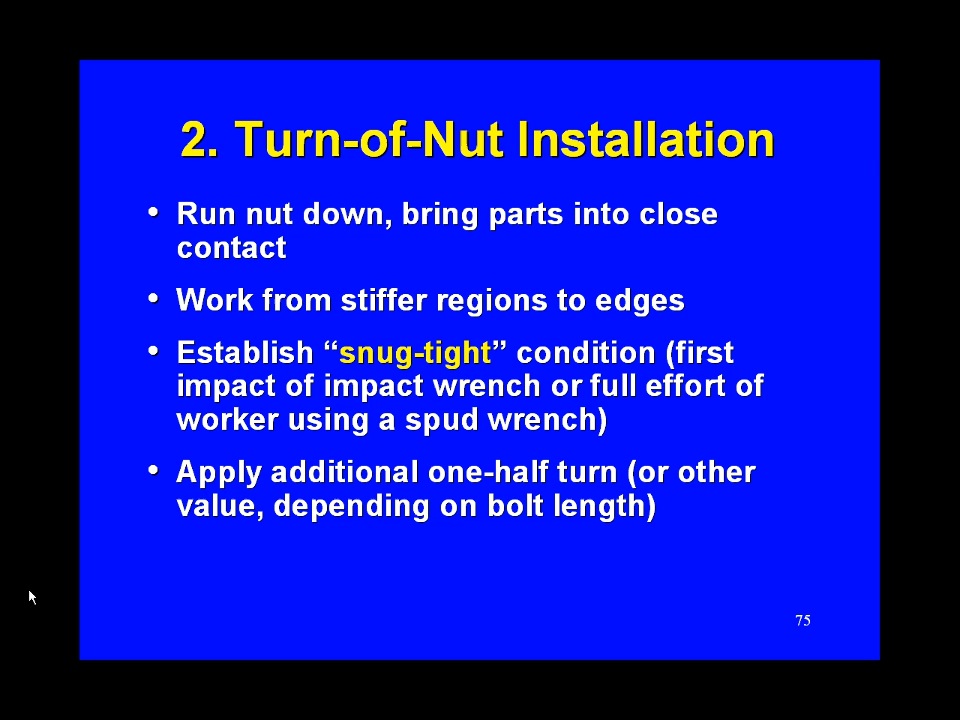 2. Turn-of-Nut Installation
• Run nut down, bring parts into close
contact
• Work from stiffer regions to edges
• Establish “snug-tight” condition (first
impact of impact wrench or full effort of
worker using a spud wrench)
• Apply additional one-half turn (or other
value, depending on bolt length)
75